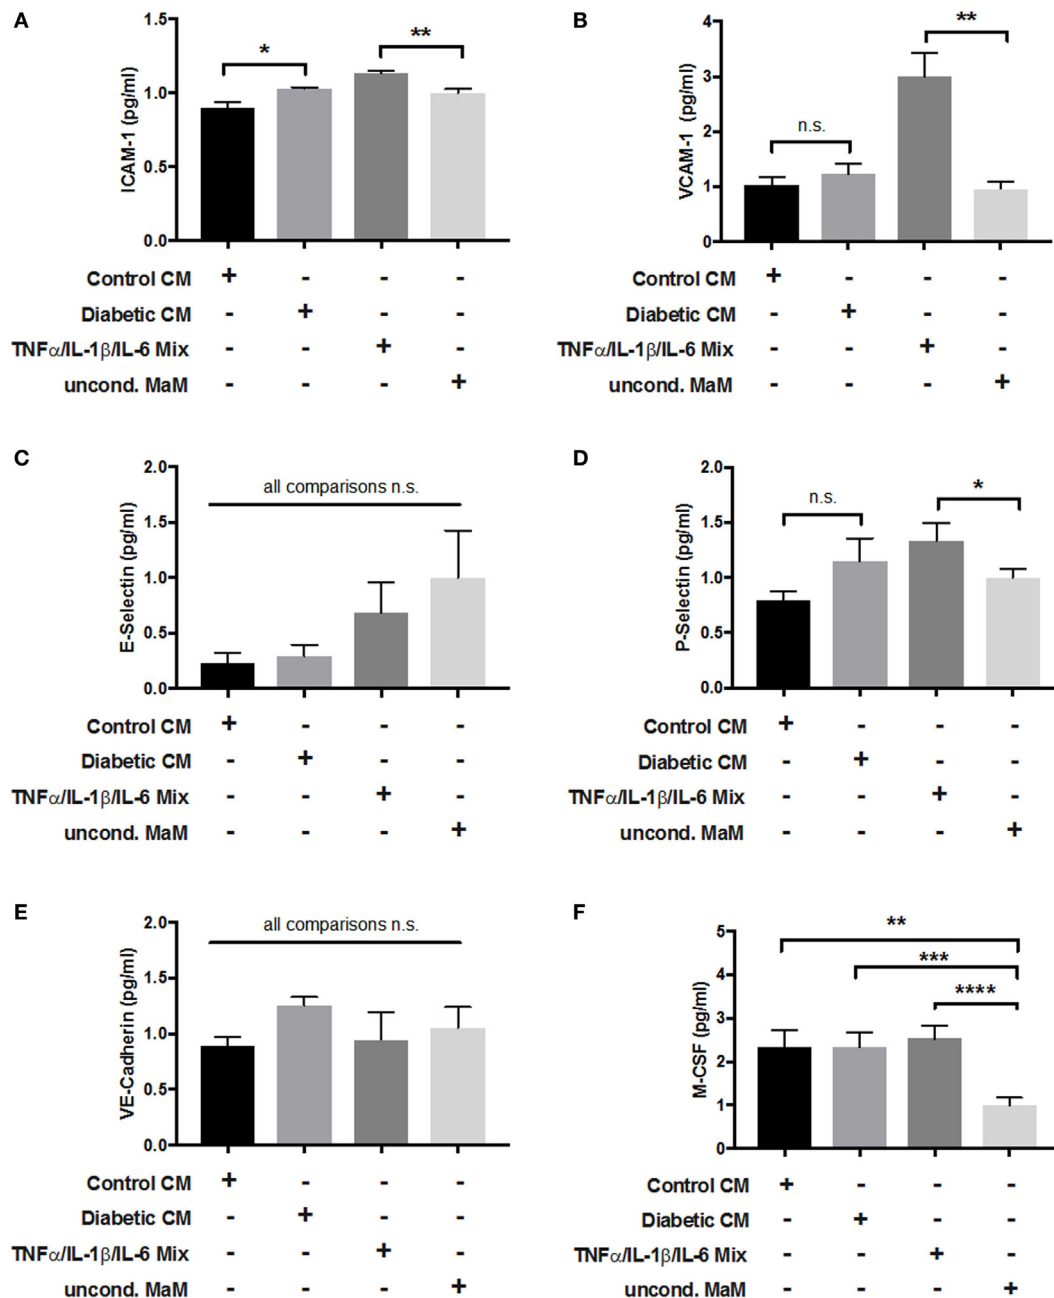 A
ICAM-1 (pg/ml)
1.5
1.0
0.5
0.0
*
**
Control CM + - - -
Diabetic CM - + - -
TNFα/IL-1β/IL-6 Mix - - + -
uncond. MaM - - - +
B
VCAM-1 (pg/ml)
4
3
2
1
0
n.s.
**
Control CM + - - -
Diabetic CM - + - -
TNFα/IL-1β/IL-6 Mix - - + -
uncond. MaM - - - +
C
E-Selectin (pg/ml)
2.0
1.5
1.0
0.5
0.0
all comparisons n.s.
Control CM + - - -
Diabetic CM - + - -
TNFα/IL-1β/IL-6 Mix - - + -
uncond. MaM - - - +
D
P-Selectin (pg/ml)
2.0
1.5
1.0
0.5
0.0
n.s.
*
Control CM + - - -
Diabetic CM - + - -
TNFα/IL-1β/IL-6 Mix - - + -
uncond. MaM - - - +
E
VE-Cadherin (pg/ml)
2.0
1.5
1.0
0.5
0.0
all comparisons n.s.
Control CM + - - -
Diabetic CM - + - -
TNFα/IL-1β/IL-6 Mix - - + -
uncond. MaM - - - +
F
M-CSF (pg/ml)
5
4
3
2
1
0
**
***
****
Control CM + - - -
Diabetic CM - + - -
TNFα/IL-1β/IL-6 Mix - - + -
uncond. MaM - - - +